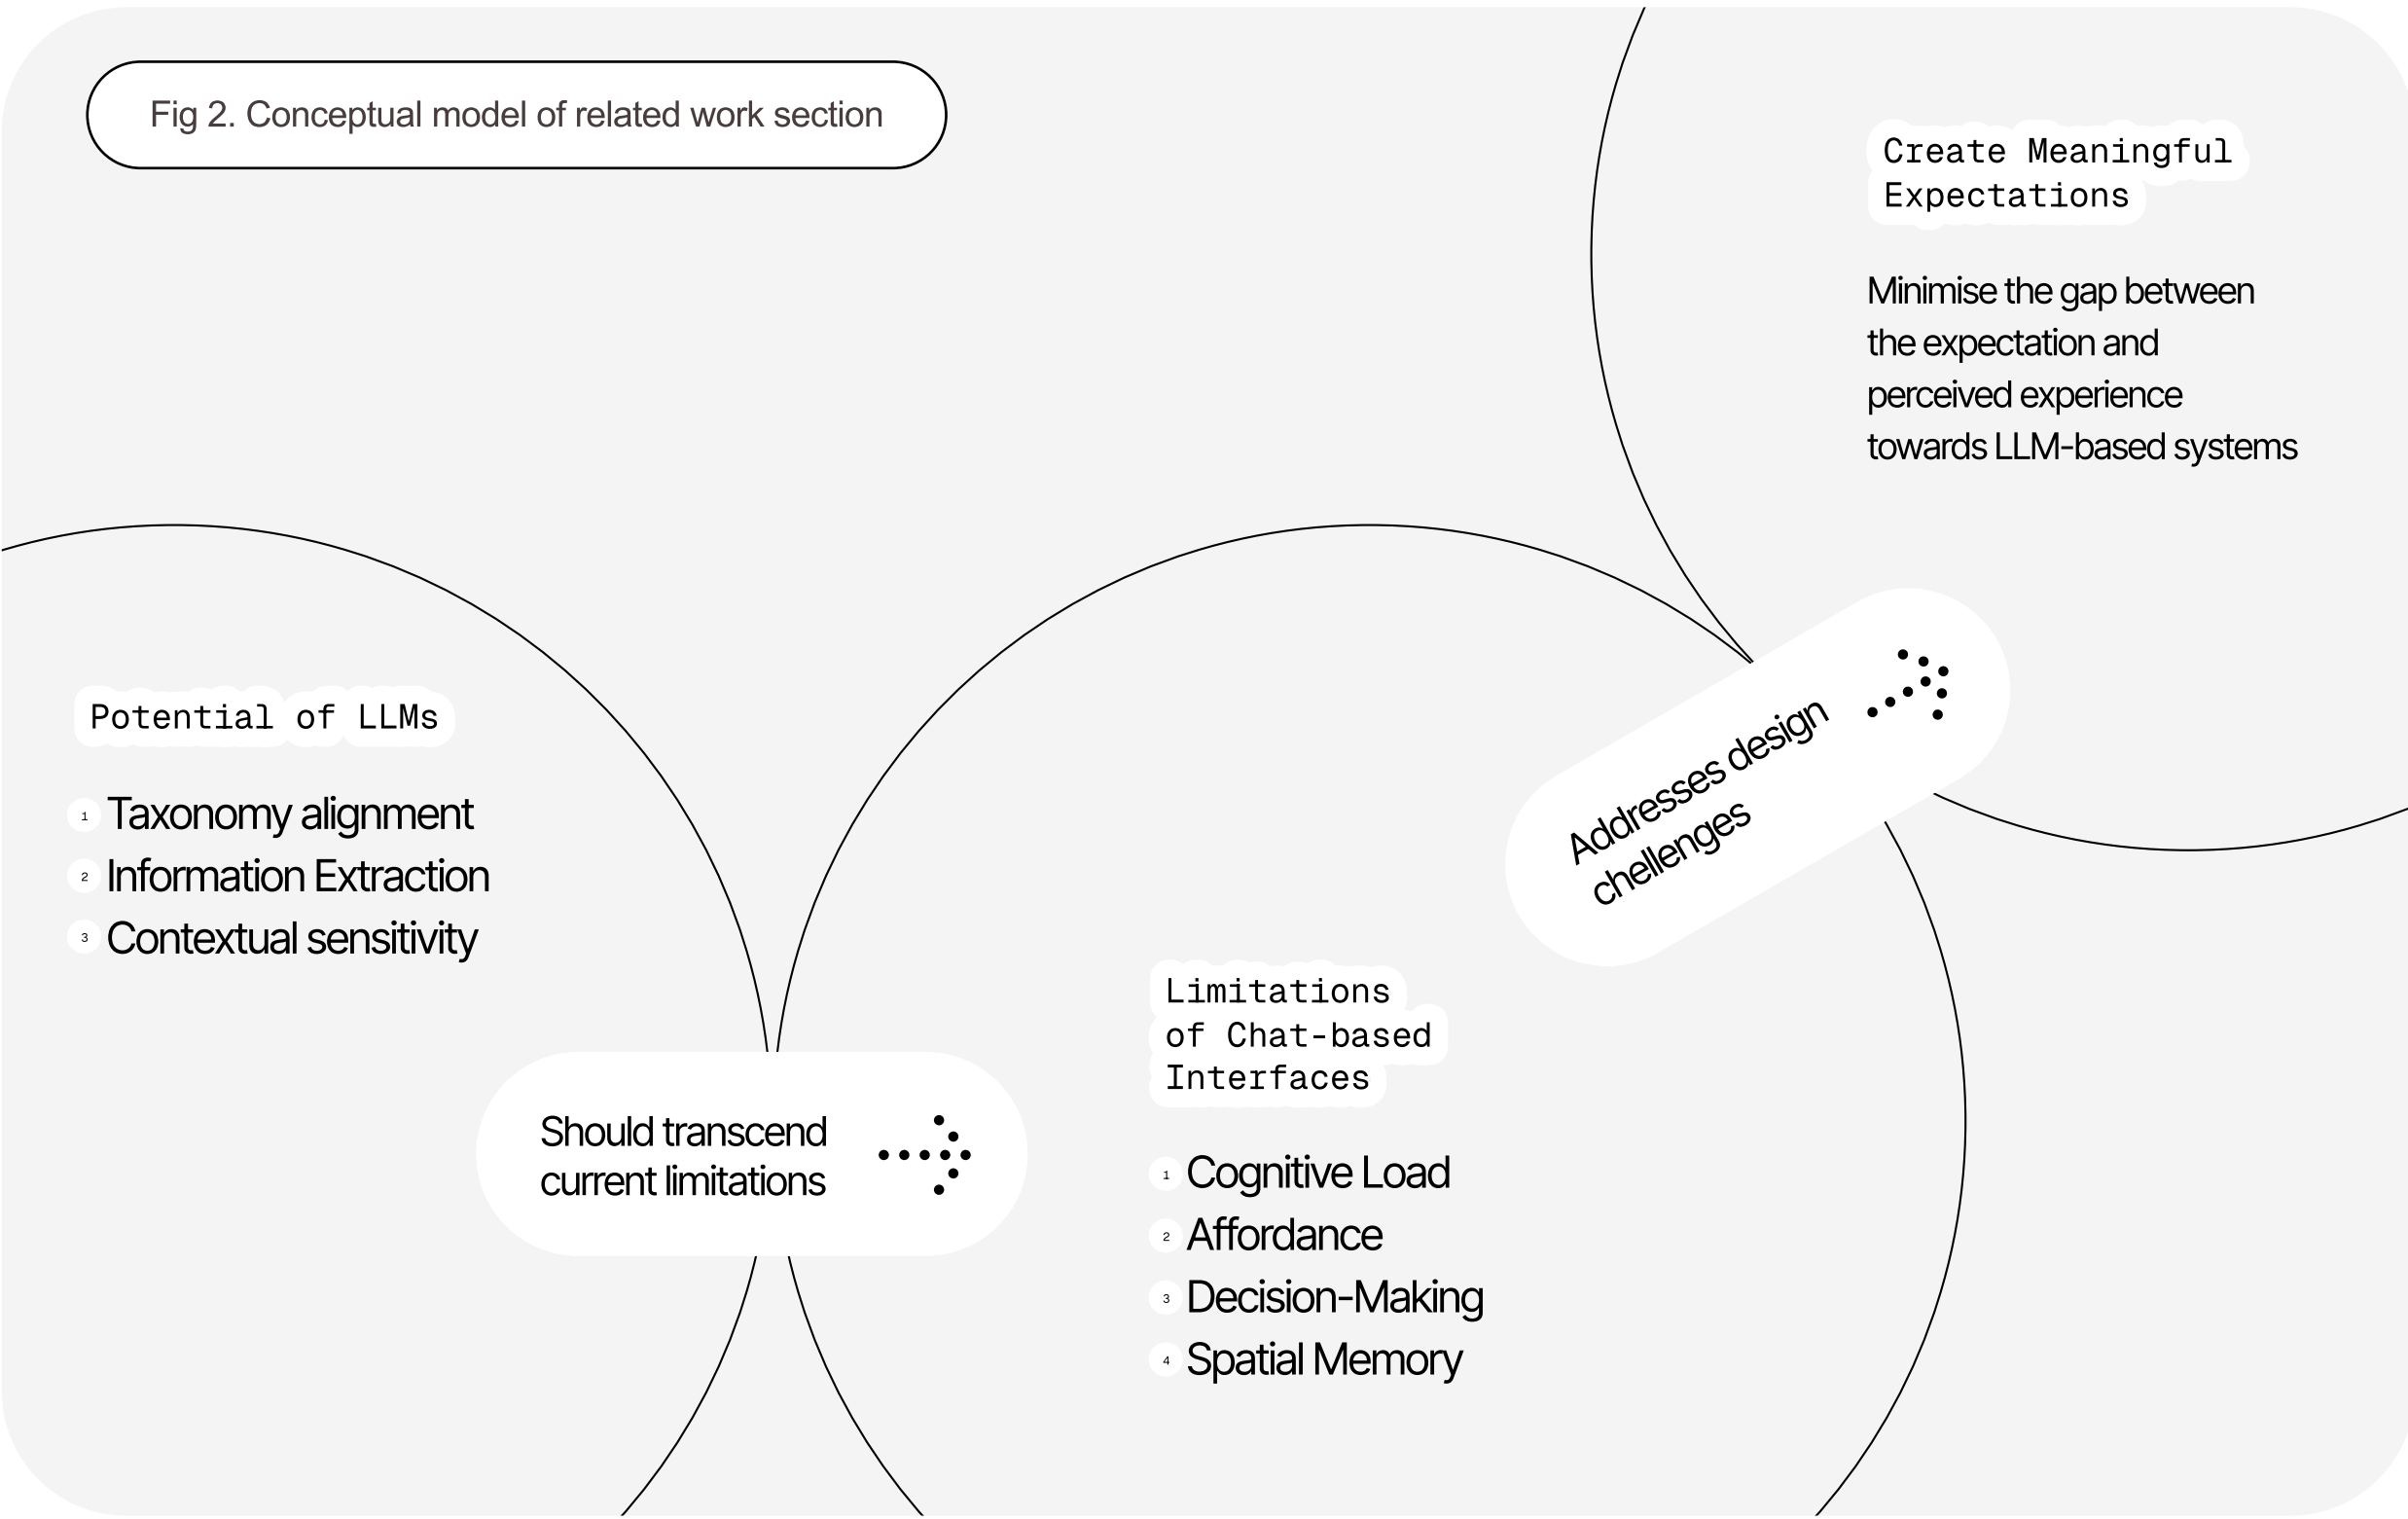 Fig 2. Conceptual model of related work section
Create Meaningful
Expectations
Minimise the gap between
the expectation and
perceived experience
towards LLM-based systems
Potential of LLMs
1 Taxonomy alignment
2 Information Extraction
3 Contextual sensitivity
Should transcend
current limitations
Addresses design
chellenges
Limitations
of Chat-based
Interfaces
1 Cognitive Load
2 Affordance
3 Decision-Making
4 Spatial Memory